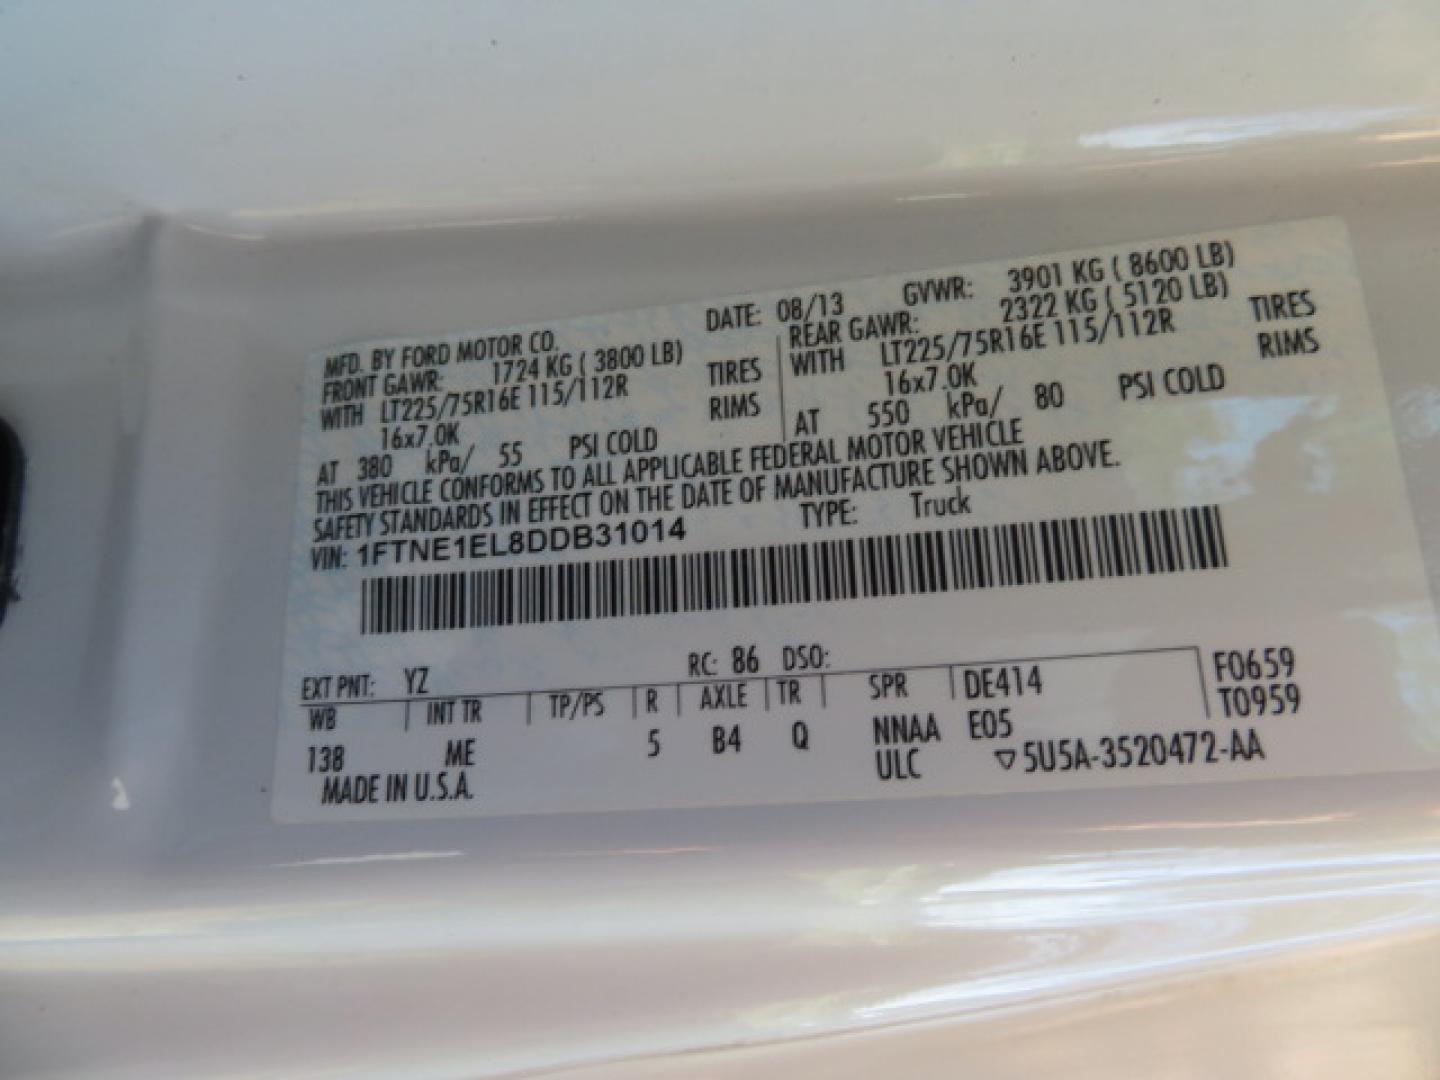 MFD. BY FORD MOTOR CO. DATE: 08/13 GVWR: 3901 KG ( 8600 LB)
FRONT GAWR: 1724 KG ( 3800 LB) REAR GAWR: 2322 KG ( 5120 LB)
WITH LT225/75R16E 115/112R TIRES WITH LT225/75R16E 115/112R TIRES
16x7.0K RIMS 16x7.0K RIMS
AT 380 kPa/ 55 PSI COLD AT 550 kPa/ 80 PSI COLD
THIS VEHICLE CONFORMS TO ALL APPLICABLE FEDERAL MOTOR VEHICLE
SAFETY STANDARDS IN EFFECT ON THE DATE OF MANUFACTURE SHOWN ABOVE.
VIN: 1FTNE1EL8DDB31014 TYPE: Truck
EXT PNT: YZ RC: 86 DSO: F0659
WB INT TR TP/PS R AXLE TR SPR DE414 T0959
138 ME 5 B4 Q NNAA E05
MADE IN U.S.A. ULC ▽5U5A-3520472-AA